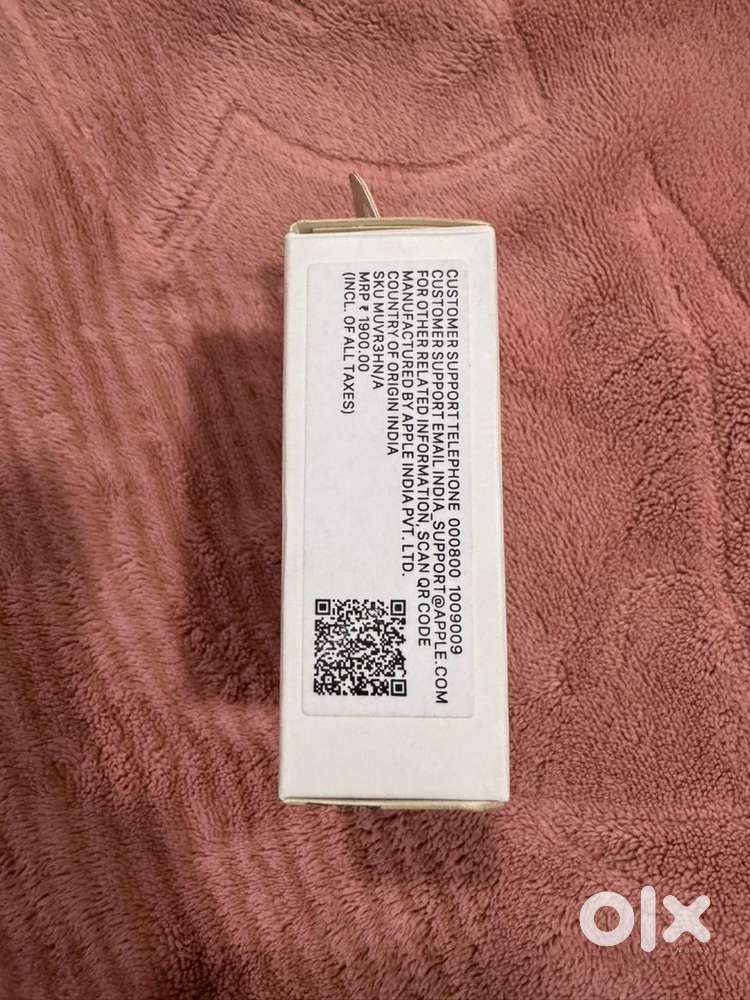 CUSTOMER SUPPORT TELEPHONE 000800 1009009
CUSTOMER SUPPORT EMAIL INDIA_SUPPORT@APPLE.COM
FOR OTHER RELATED INFORMATION, SCAN QR CODE
MANUFACTURED BY APPLE INDIA PVT. LTD.
COUNTRY OF ORIGIN INDIA
SKU MUVR3HN/A
MRP ₹ 1900.00
(INCL. OF ALL TAXES)
olx